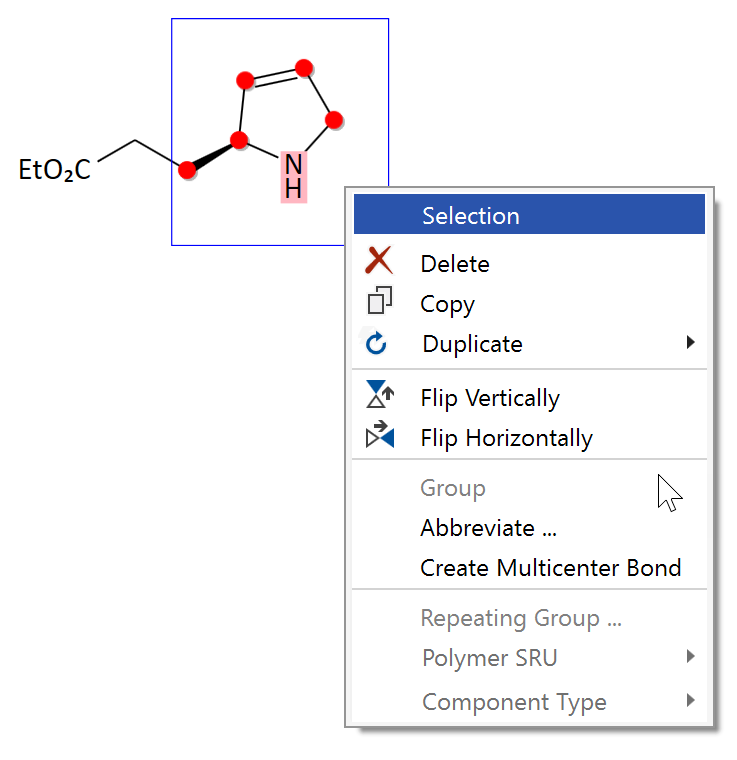 EtO₂C
N
H
Selection
Delete
Copy
Duplicate
Flip Vertically
Flip Horizontally
Group
Abbreviate ...
Create Multicenter Bond
Repeating Group ...
Polymer SRU
Component Type